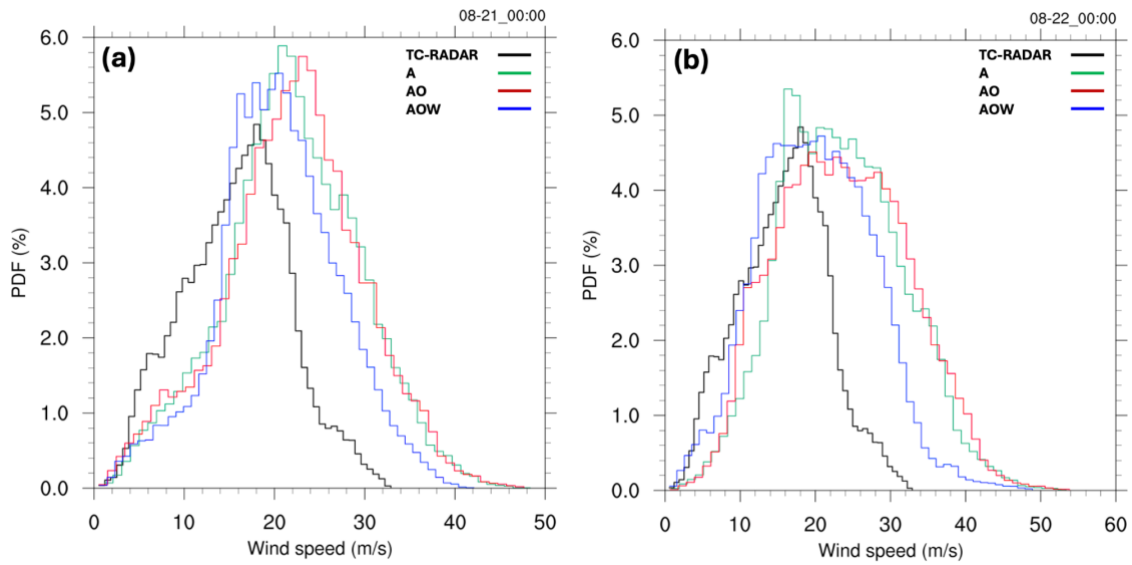 08-21_00:00
(a)
TC-RADAR
A
AO
AOW
6.0
5.0
4.0
3.0
2.0
1.0
0.0
PDF (%)
0 10 20 30 40 50
Wind speed (m/s)
08-22_00:00
(b)
TC-RADAR
A
AO
AOW
6.0
5.0
4.0
3.0
2.0
1.0
0.0
PDF (%)
0 10 20 30 40 50 60
Wind speed (m/s)